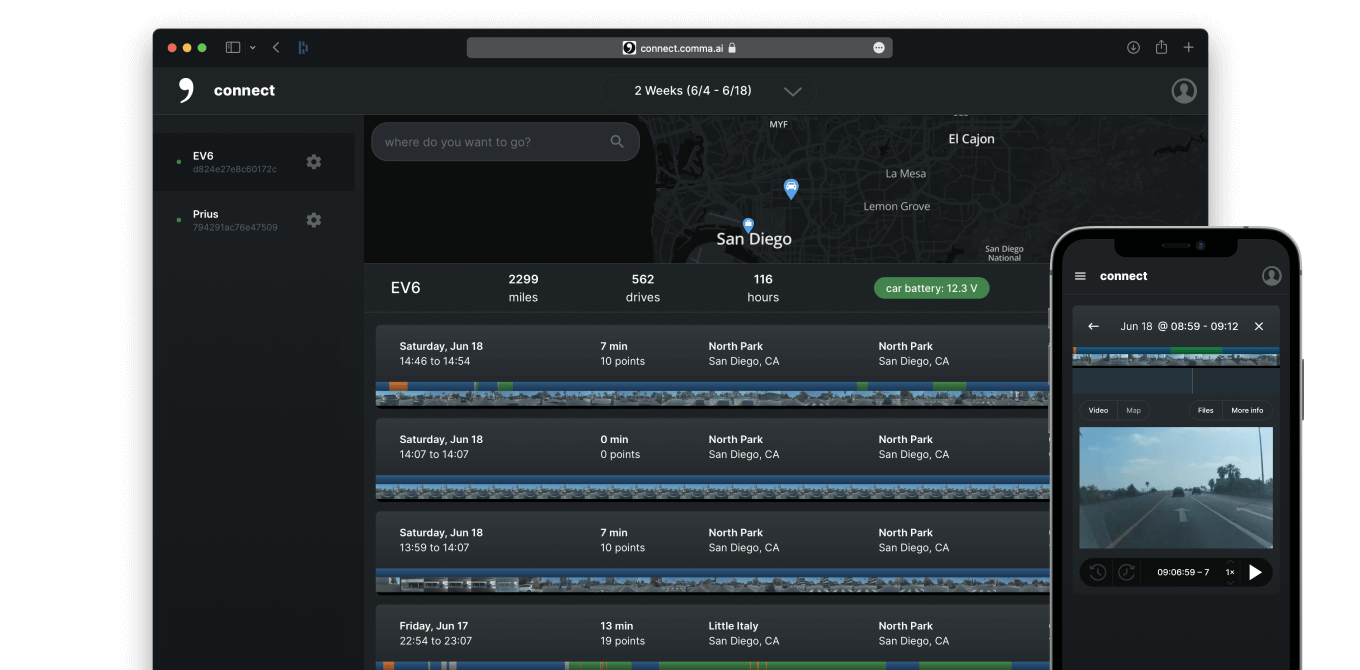 connect.comma.ai
connect
2 Weeks (6/4 - 6/18)
EV6
d824e27e8c60172c
Prius
794291ac76e47509
where do you want to go?
MYF
El Cajon
La Mesa
Lemon Grove
San Diego
San Diego
National
EV6
2299
miles
562
drives
116
hours
car battery: 12.3 V
Saturday, Jun 18
14:46 to 14:54
7 min
10 points
North Park
San Diego, CA
North Park
San Diego, CA
Saturday, Jun 18
14:07 to 14:07
0 min
0 points
North Park
San Diego, CA
North Park
San Diego, CA
Saturday, Jun 18
13:59 to 14:07
7 min
10 points
North Park
San Diego, CA
North Park
San Diego, CA
Friday, Jun 17
22:54 to 23:07
13 min
19 points
Little Italy
San Diego, CA
North Park
San Diego, CA
connect
Jun 18 @ 08:59 - 09:12
Video
Map
Files
More info
09:06:59 – 7
1×